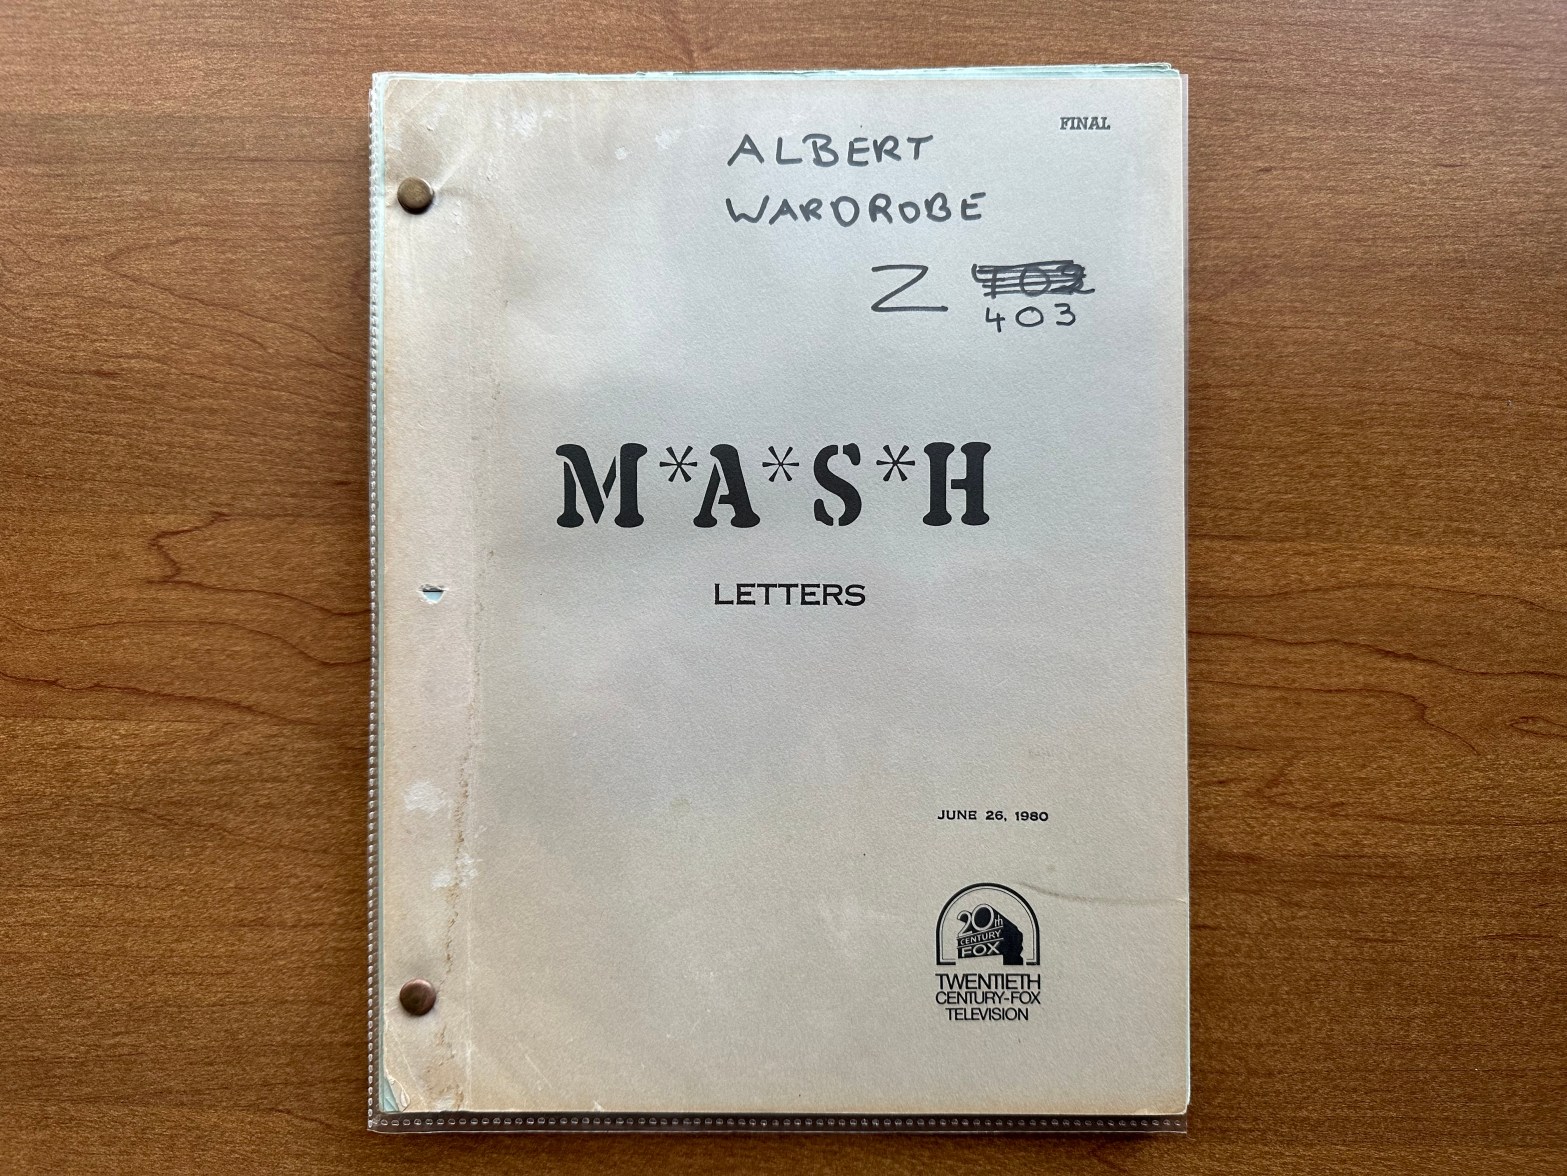 FINAL
ALBERT
WARDROBE
Z
403
M*A*S*H
LETTERS
JUNE 26, 1980
20th
CENTURY
FOX
TWENTIETH
CENTURY-FOX
TELEVISION